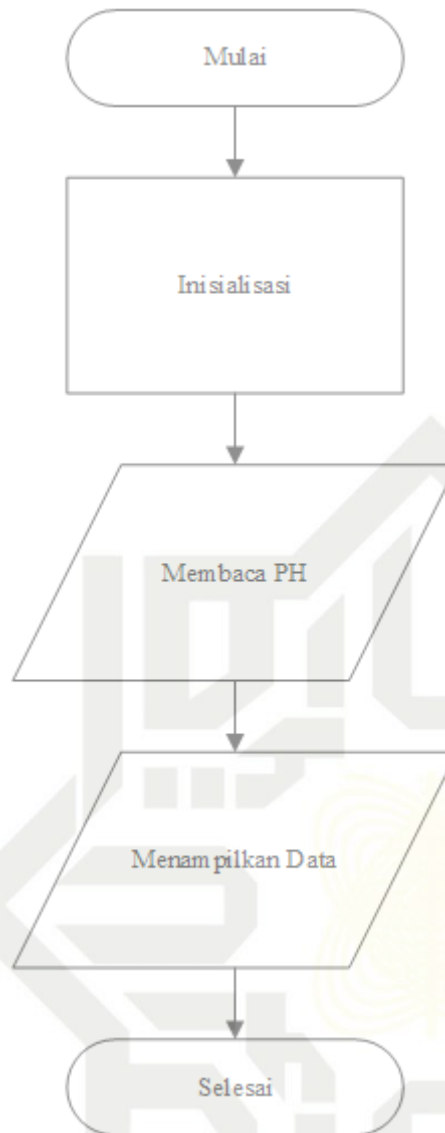 Mulai
Inisialisasi
Membaca PH
Menampilkan Data
Selesai